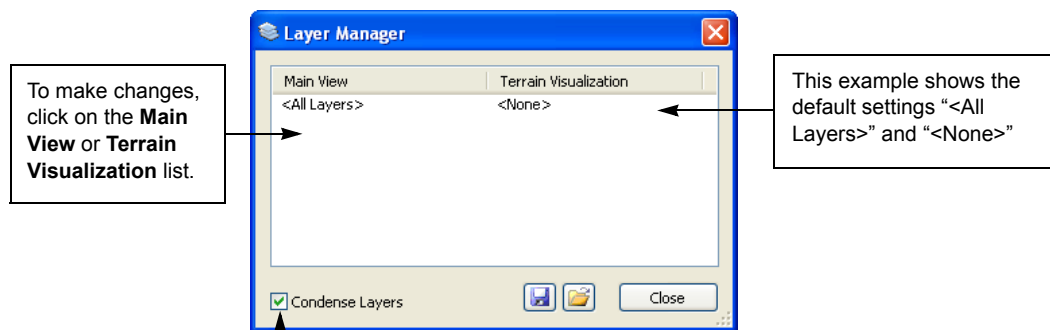 Layer Manager
To make changes,
click on the Main
View or Terrain
Visualization list.
Main View Terrain Visualization
<All Layers> <None>
This example shows the
default settings “<All
Layers>” and “<None>”
Condense Layers
Close